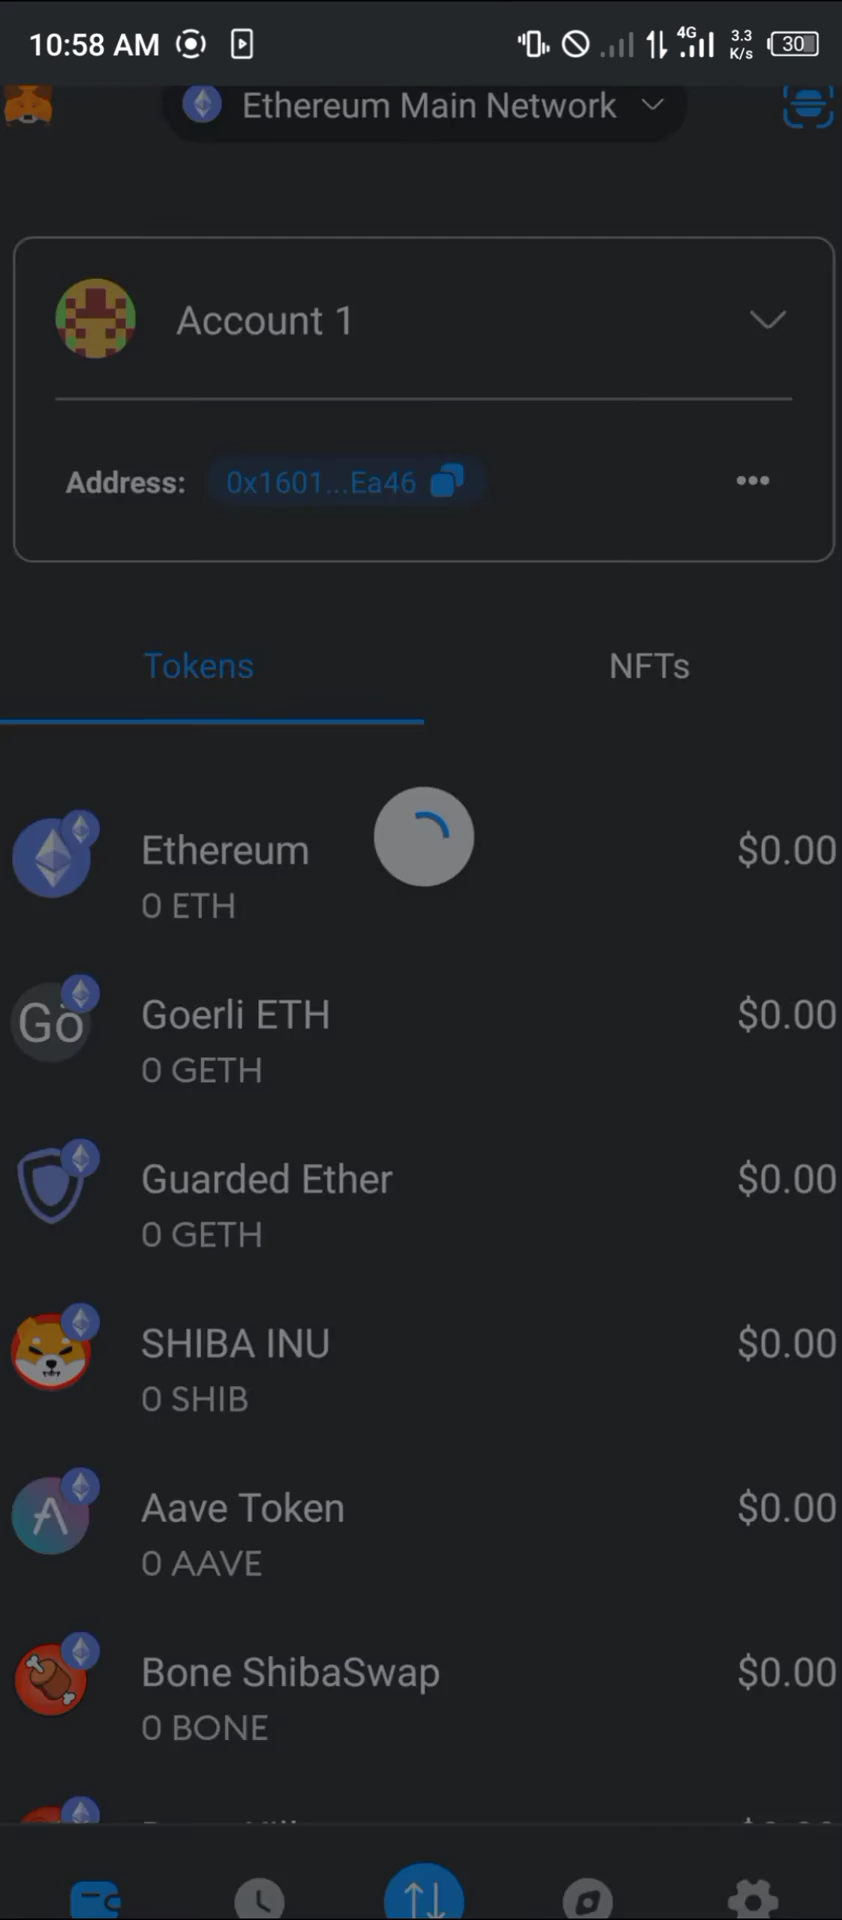 10:58 AM
4G
3.3
K/s
30
Ethereum Main Network
Account 1
Address: 0x1601...Ea46
Tokens
NFTs
Ethereum
$0.00
0 ETH
Gö
Goerli ETH
$0.00
0 GETH
Guarded Ether
$0.00
0 GETH
SHIBA INU
$0.00
0 SHIB
Aave Token
$0.00
0 AAVE
Bone ShibaSwap
$0.00
0 BONE